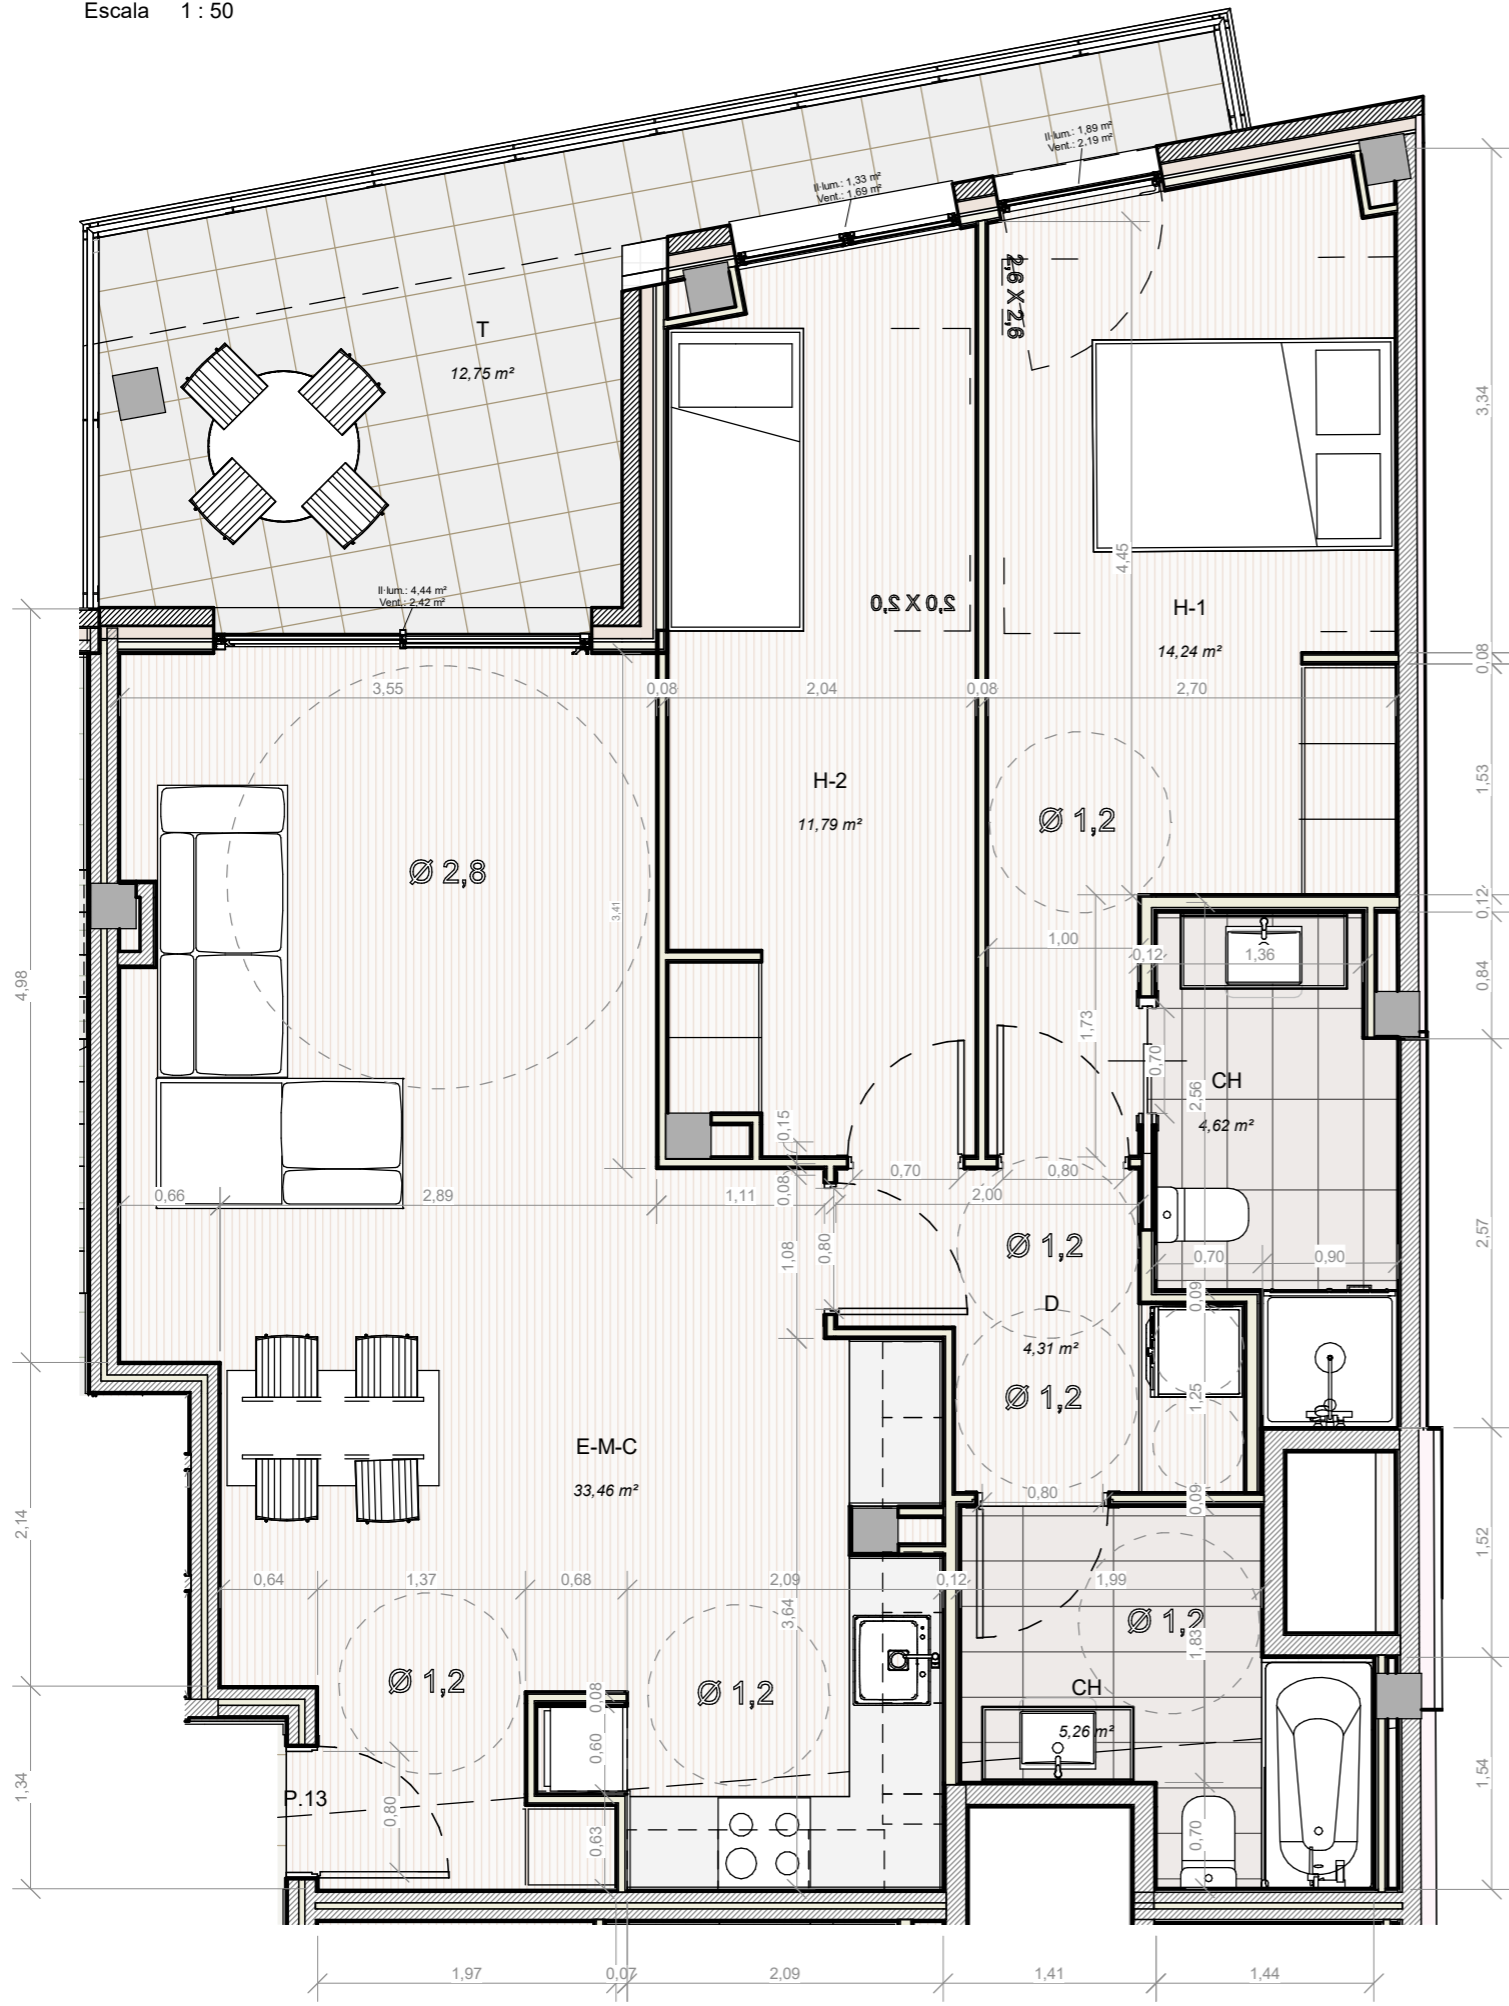 Escala 1 : 50
Il·lum.: 1,89 m²
Vent.: 2,19 m²
Il·lum.: 1,33 m²
Vent.: 1,69 m²
2,6 X 2,6
T
12,75 m²
3,34
4,45
Il·lum.: 4,44 m²
Vent.: 2,42 m²
2,0 X 2,0
H-1
14,24 m²
0,08
3,55
0,08
2,04
0,08
2,70
H-2
11,79 m²
1,53
Ø 1,2
Ø 2,8
3,41
0,12
1,00
0,12
1,36
0,84
4,98
1,73
0,70
CH
2,56
4,62 m²
0,15
0,70
0,80
0,08
0,66
2,89
1,11
2,00
2,57
1,08
0,80
Ø 1,2
0,70
0,90
0,09
D
4,31 m²
Ø 1,2
1,25
E-M-C
33,46 m²
0,80
0,09
2,14
1,52
0,64
1,37
0,68
2,09
0,12
1,99
3,64
Ø 1,2
1,83
Ø 1,2
Ø 1,2
CH
5,26 m²
0,08
0,60
P.13
0,80
1,34
1,54
0,63
0,70
1,97
0,07
2,09
1,41
1,44